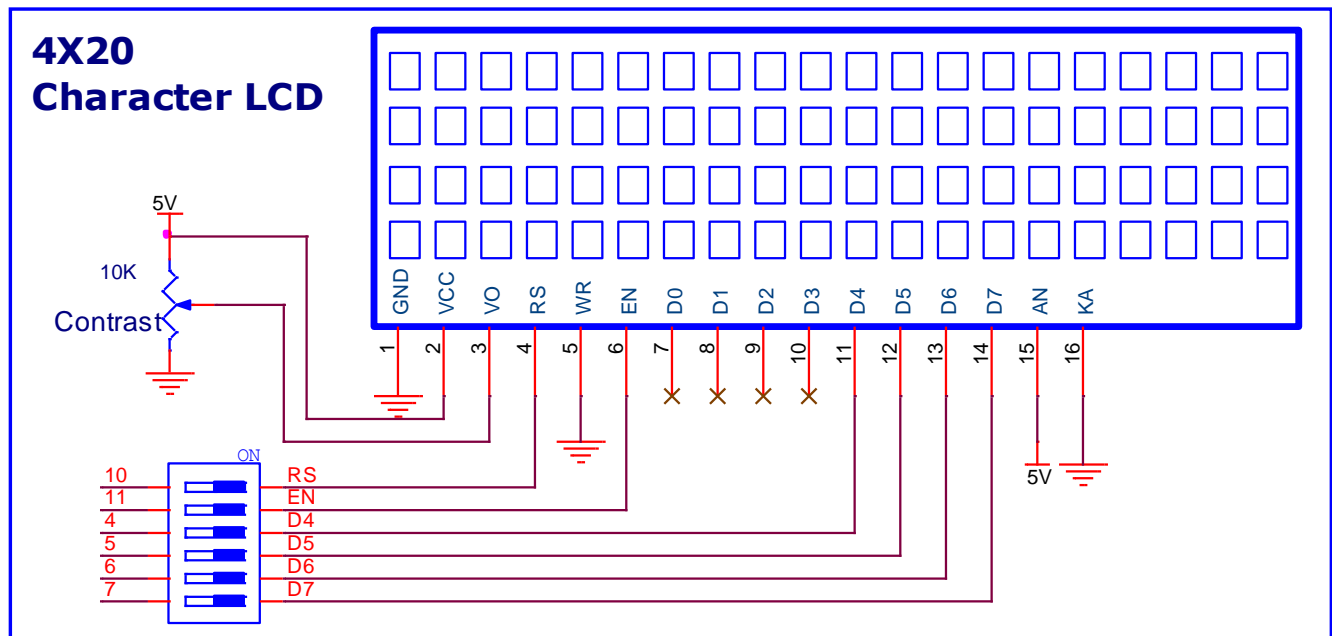 4X20
Character LCD
5V
10K
Contrast
GND VCC VO RS WR EN D0 D1 D2 D3 D4 D5 D6 D7 AN KA
1 2 3 4 5 6 7 8 9 10 11 12 13 14 15 16
5V
ON
10 RS
11 EN
4 D4
5 D5
6 D6
7 D7